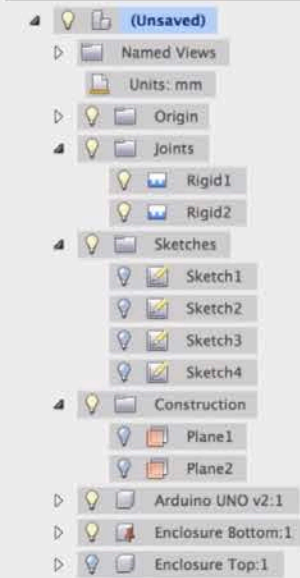 (Unsaved)
Named Views
Units: mm
Origin
Joints
Rigid1
Rigid2
Sketches
Sketch1
Sketch2
Sketch3
Sketch4
Construction
Plane1
Plane2
Arduino UNO v2:1
Enclosure Bottom:1
Enclosure Top:1